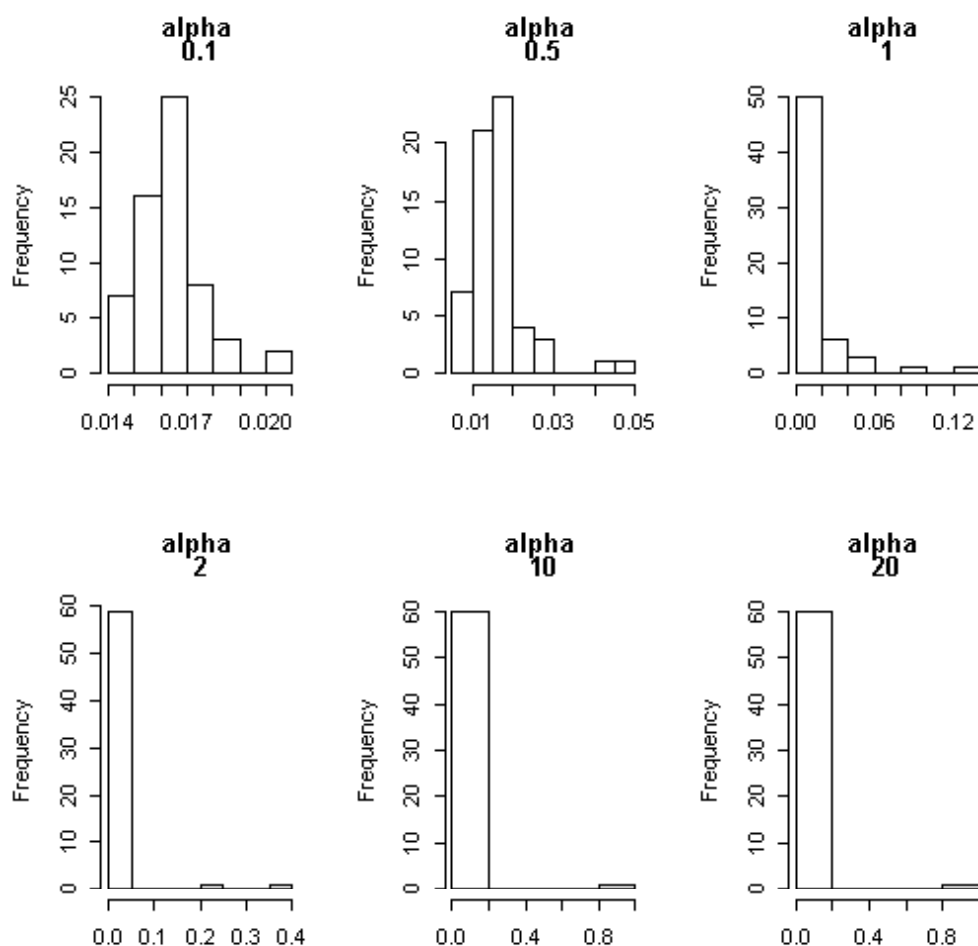 alpha
0.1
alpha
0.5
alpha
1
Frequency
0 5 10 15 20 25
0.014 0.017 0.020
Frequency
0 5 10 15 20
0.01 0.03 0.05
Frequency
0 10 20 30 40 50
0.00 0.06 0.12
alpha
2
alpha
10
alpha
20
Frequency
0 10 20 30 40 50 60
0.0 0.1 0.2 0.3 0.4
Frequency
0 10 20 30 40 50 60
0.0 0.4 0.8
Frequency
0 10 20 30 40 50 60
0.0 0.4 0.8